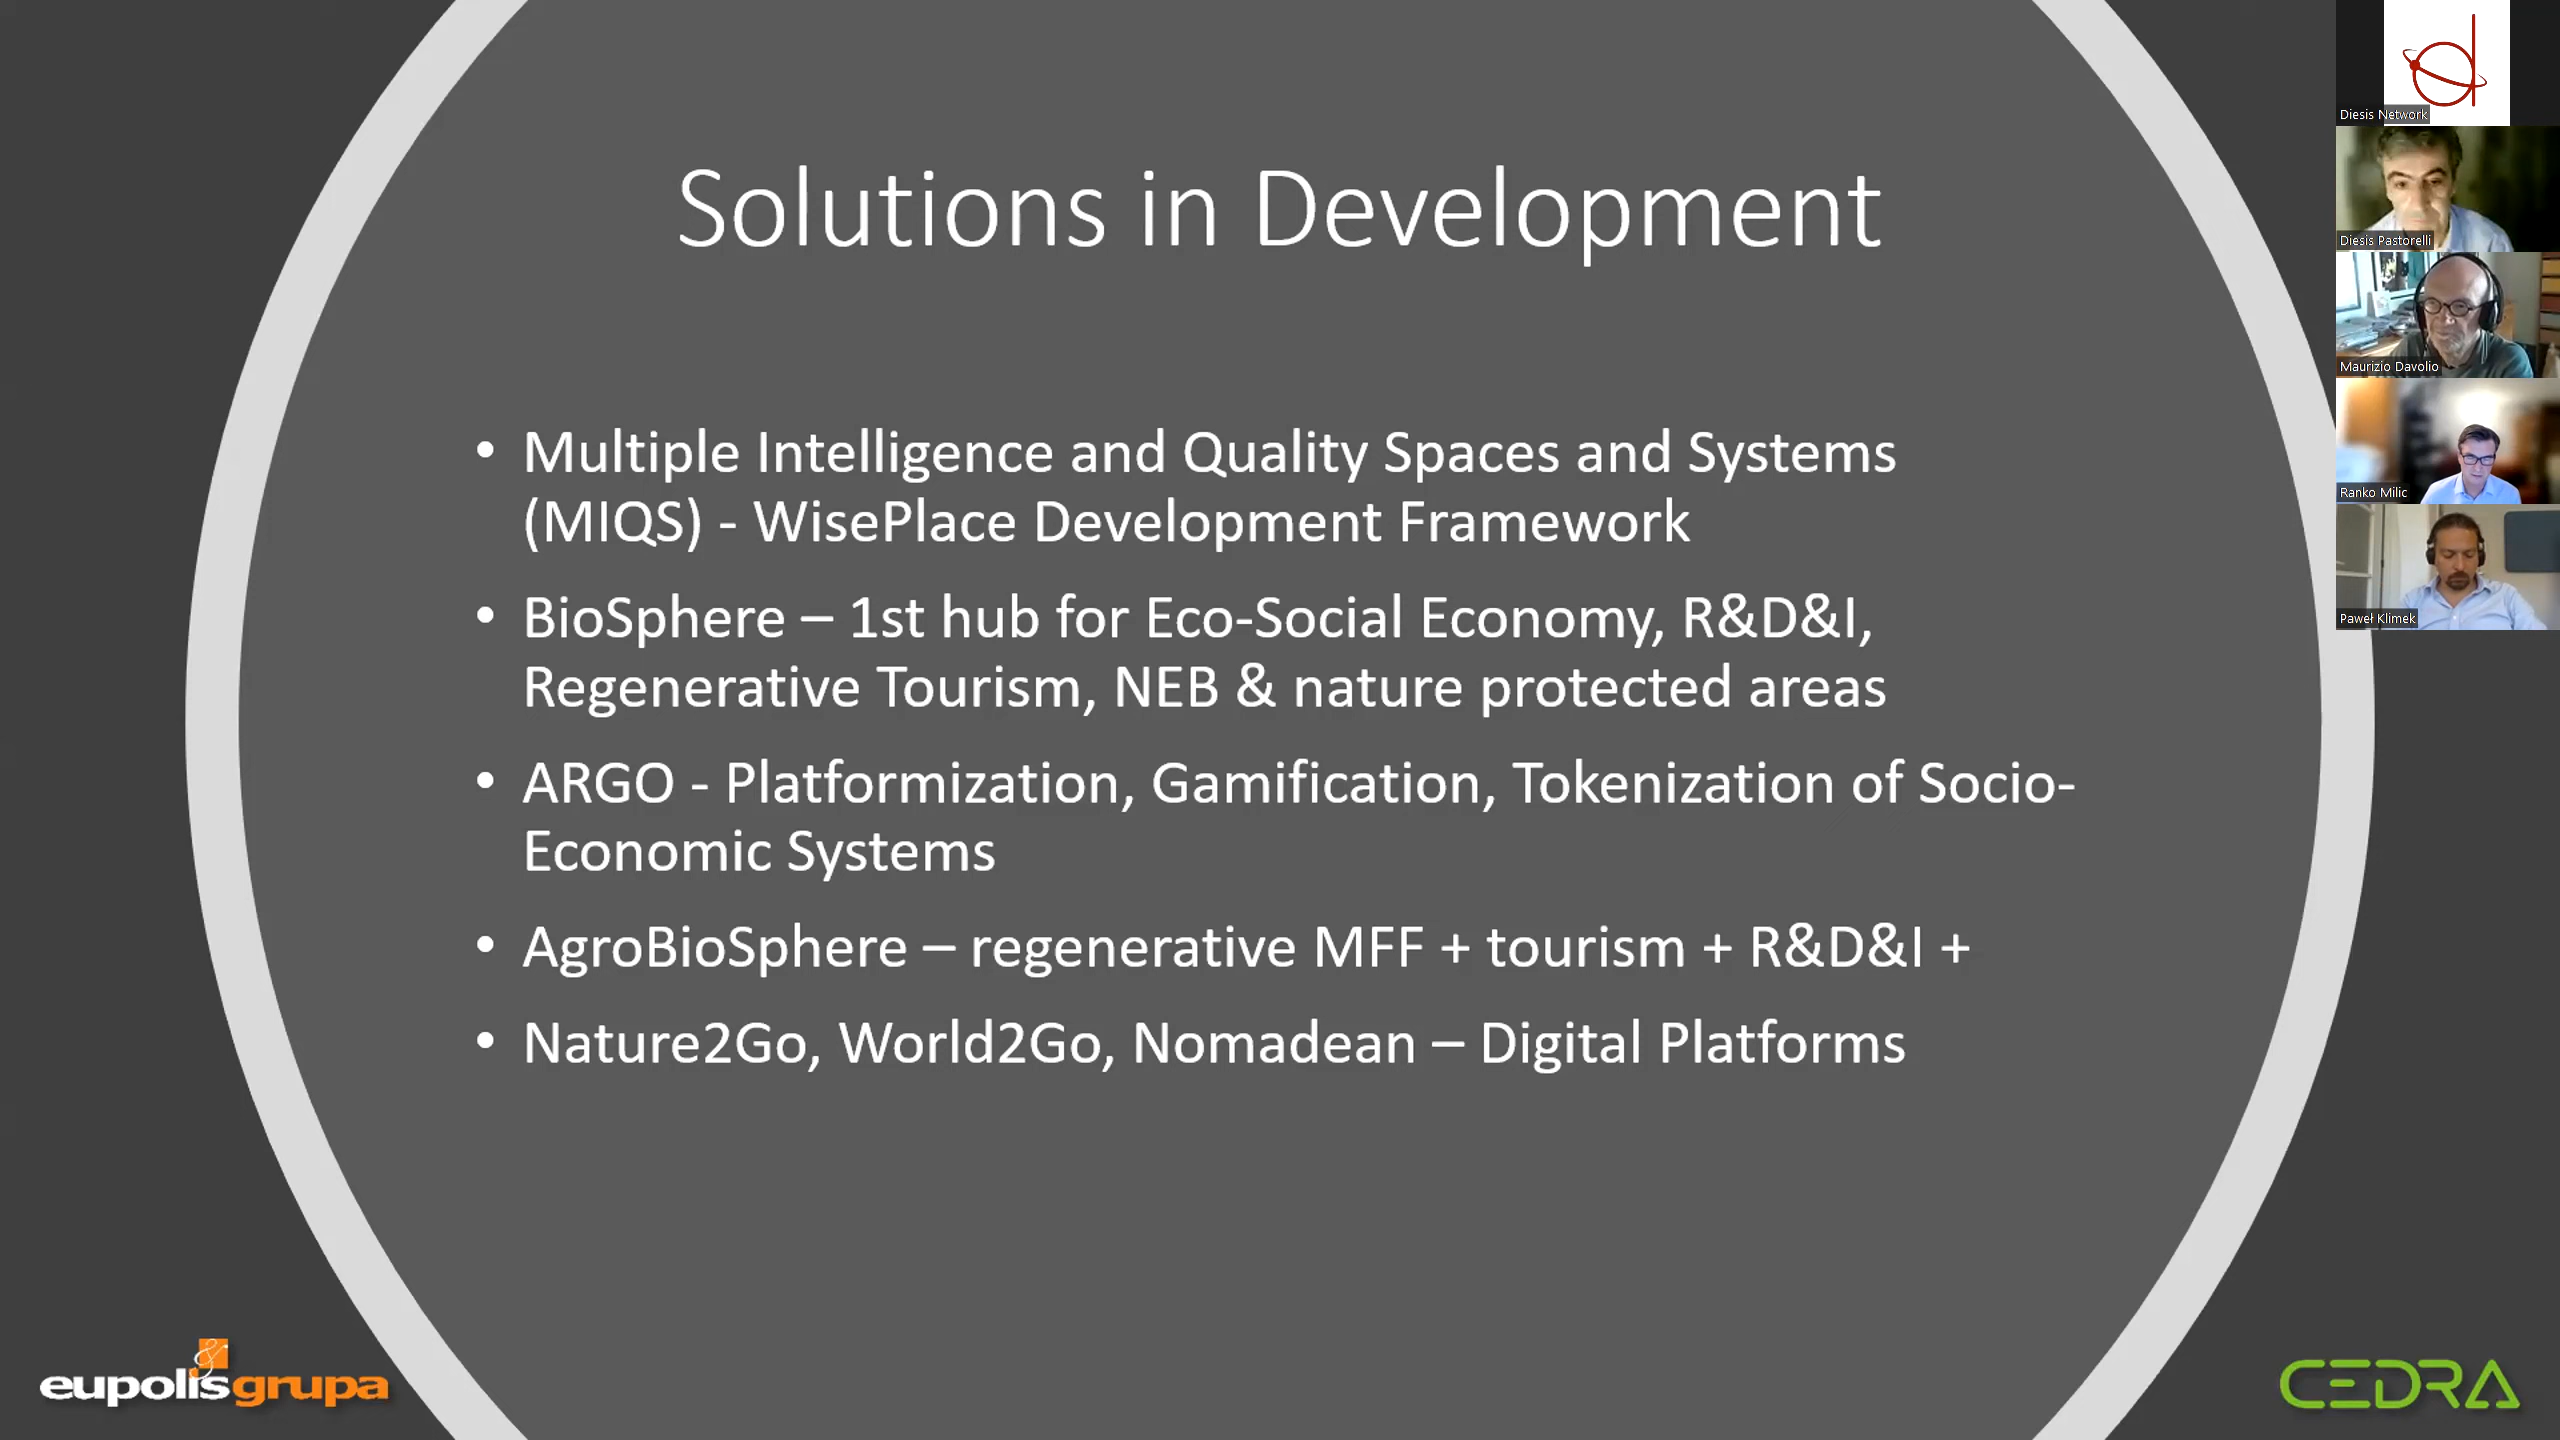 Solutions in Development
• Multiple Intelligence and Quality Spaces and Systems
(MIQS) - WisePlace Development Framework
• BioSphere – 1st hub for Eco-Social Economy, R&D&I,
Regenerative Tourism, NEB & nature protected areas
• ARGO - Platformization, Gamification, Tokenization of Socio-
Economic Systems
• AgroBioSphere – regenerative MFF + tourism + R&D&I +
• Nature2Go, World2Go, Nomadean – Digital Platforms
&
eupolisgrupa
CEDRA
Diesis Network
Diesis Pastorelli
Maurizio Davolio
Ranko Milic
Paweł Klimek